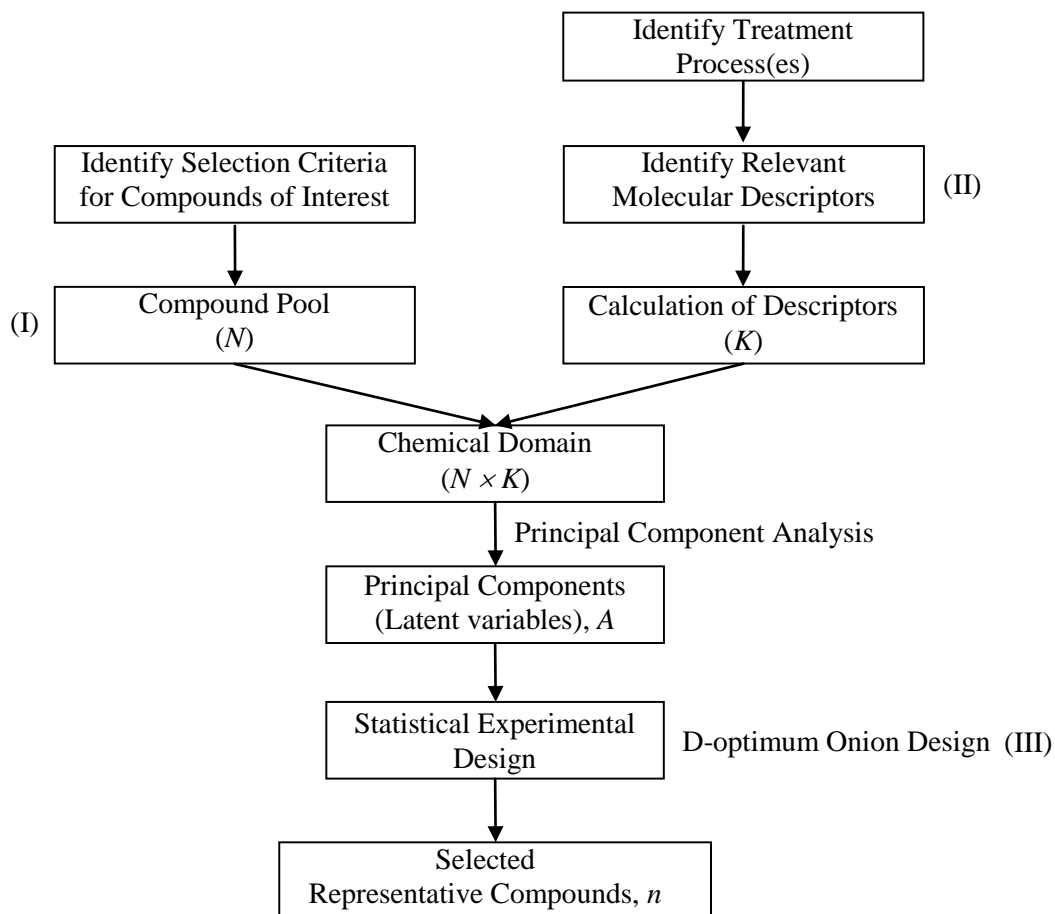 Identify Treatment
Process(es)
Identify Selection Criteria
for Compounds of Interest
Identify Relevant
Molecular Descriptors
(II)
(I)
Compound Pool
(N)
Calculation of Descriptors
(K)
Chemical Domain
(N × K)
Principal Component Analysis
Principal Components
(Latent variables), A
Statistical Experimental
Design
D-optimum Onion Design (III)
Selected
Representative Compounds, n